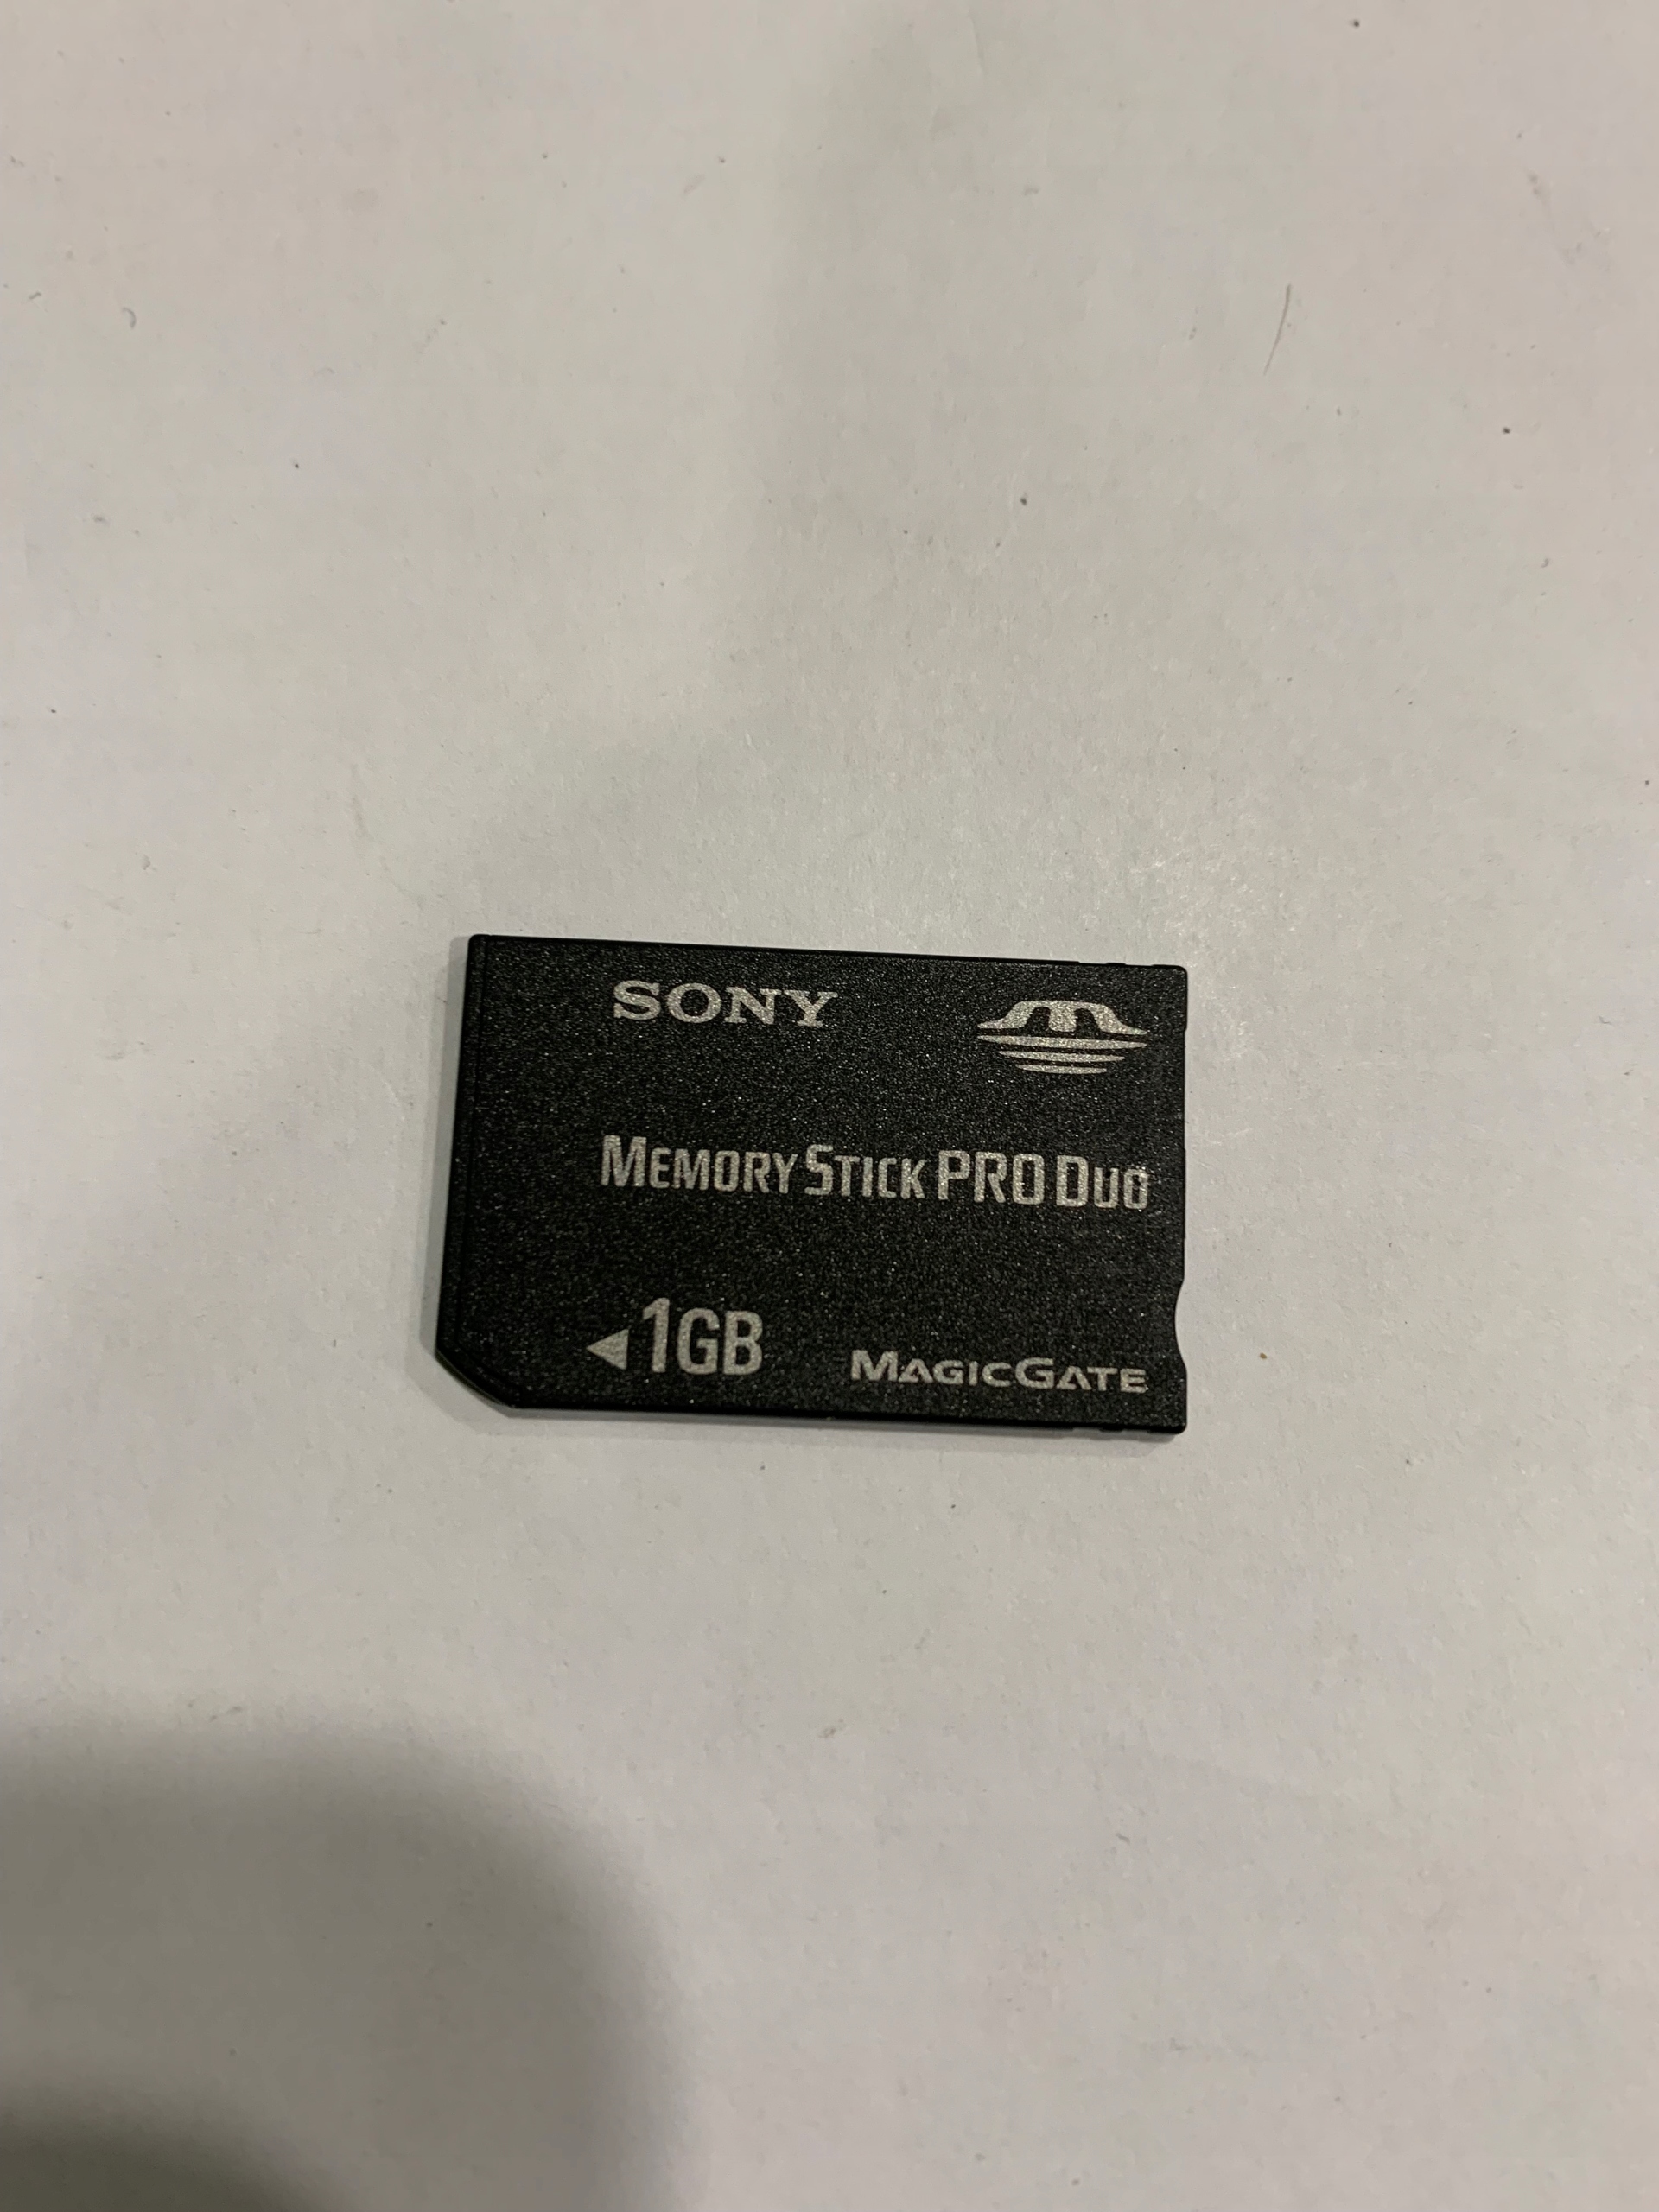 SONY
MEMORY STICK PRO DUO
1GB
MAGICGATE